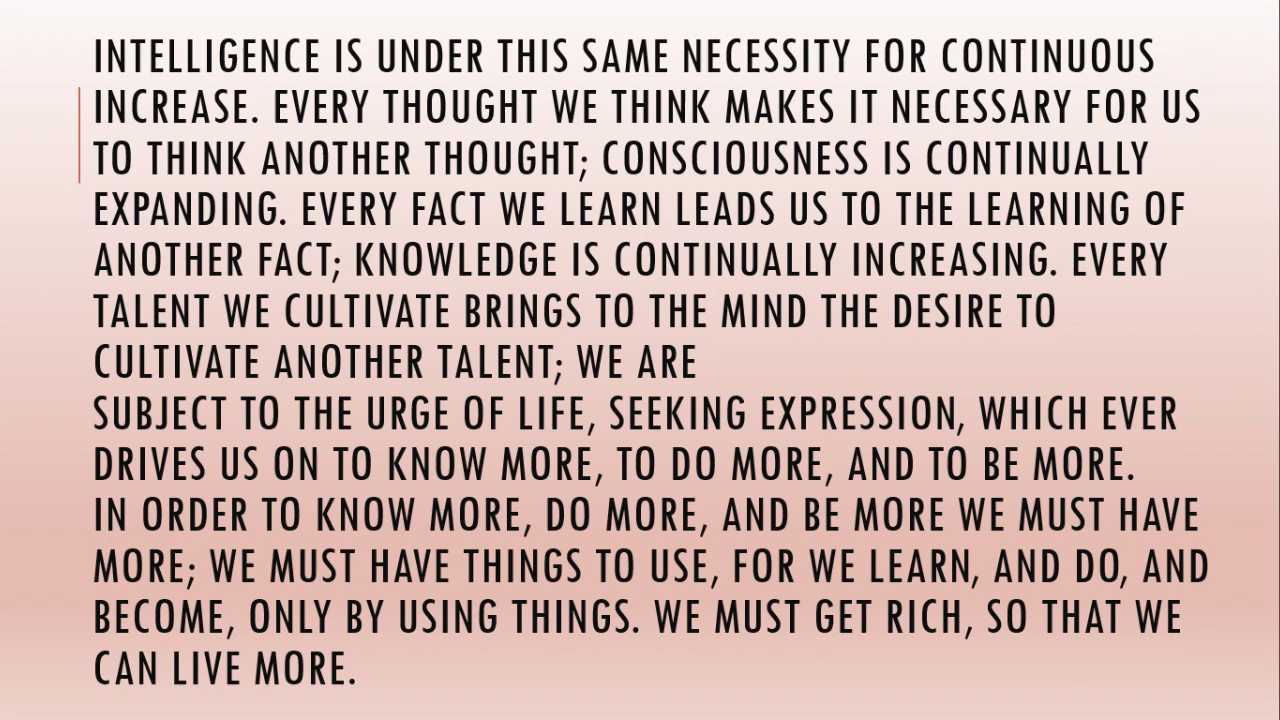 INTELLIGENCE IS UNDER THIS SAME NECESSITY FOR CONTINUOUS
INCREASE. EVERY THOUGHT WE THINK MAKES IT NECESSARY FOR US
TO THINK ANOTHER THOUGHT; CONSCIOUSNESS IS CONTINUALLY
EXPANDING. EVERY FACT WE LEARN LEADS US TO THE LEARNING OF
ANOTHER FACT; KNOWLEDGE IS CONTINUALLY INCREASING. EVERY
TALENT WE CULTIVATE BRINGS TO THE MIND THE DESIRE TO
CULTIVATE ANOTHER TALENT; WE ARE
SUBJECT TO THE URGE OF LIFE, SEEKING EXPRESSION, WHICH EVER
DRIVES US ON TO KNOW MORE, TO DO MORE, AND TO BE MORE.
IN ORDER TO KNOW MORE, DO MORE, AND BE MORE WE MUST HAVE
MORE; WE MUST HAVE THINGS TO USE, FOR WE LEARN, AND DO, AND
BECOME, ONLY BY USING THINGS. WE MUST GET RICH, SO THAT WE
CAN LIVE MORE.